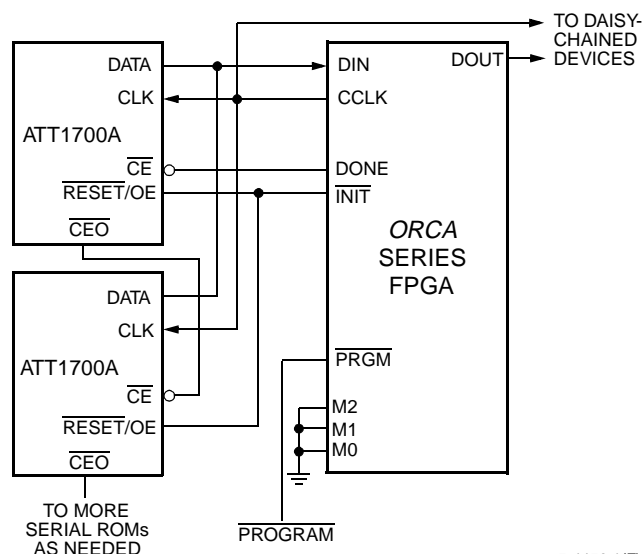 TO DAISY-
CHAINED
DEVICES
DATA
CLK
ATT1700A
CE
RESET/OE
CEO
DIN
DOUT
CCLK
DONE
INIT
ORCA
SERIES
FPGA
PRGM
M2
M1
M0
DATA
CLK
ATT1700A
CE
RESET/OE
CEO
TO MORE
SERIAL ROMs
AS NEEDED
PROGRAM